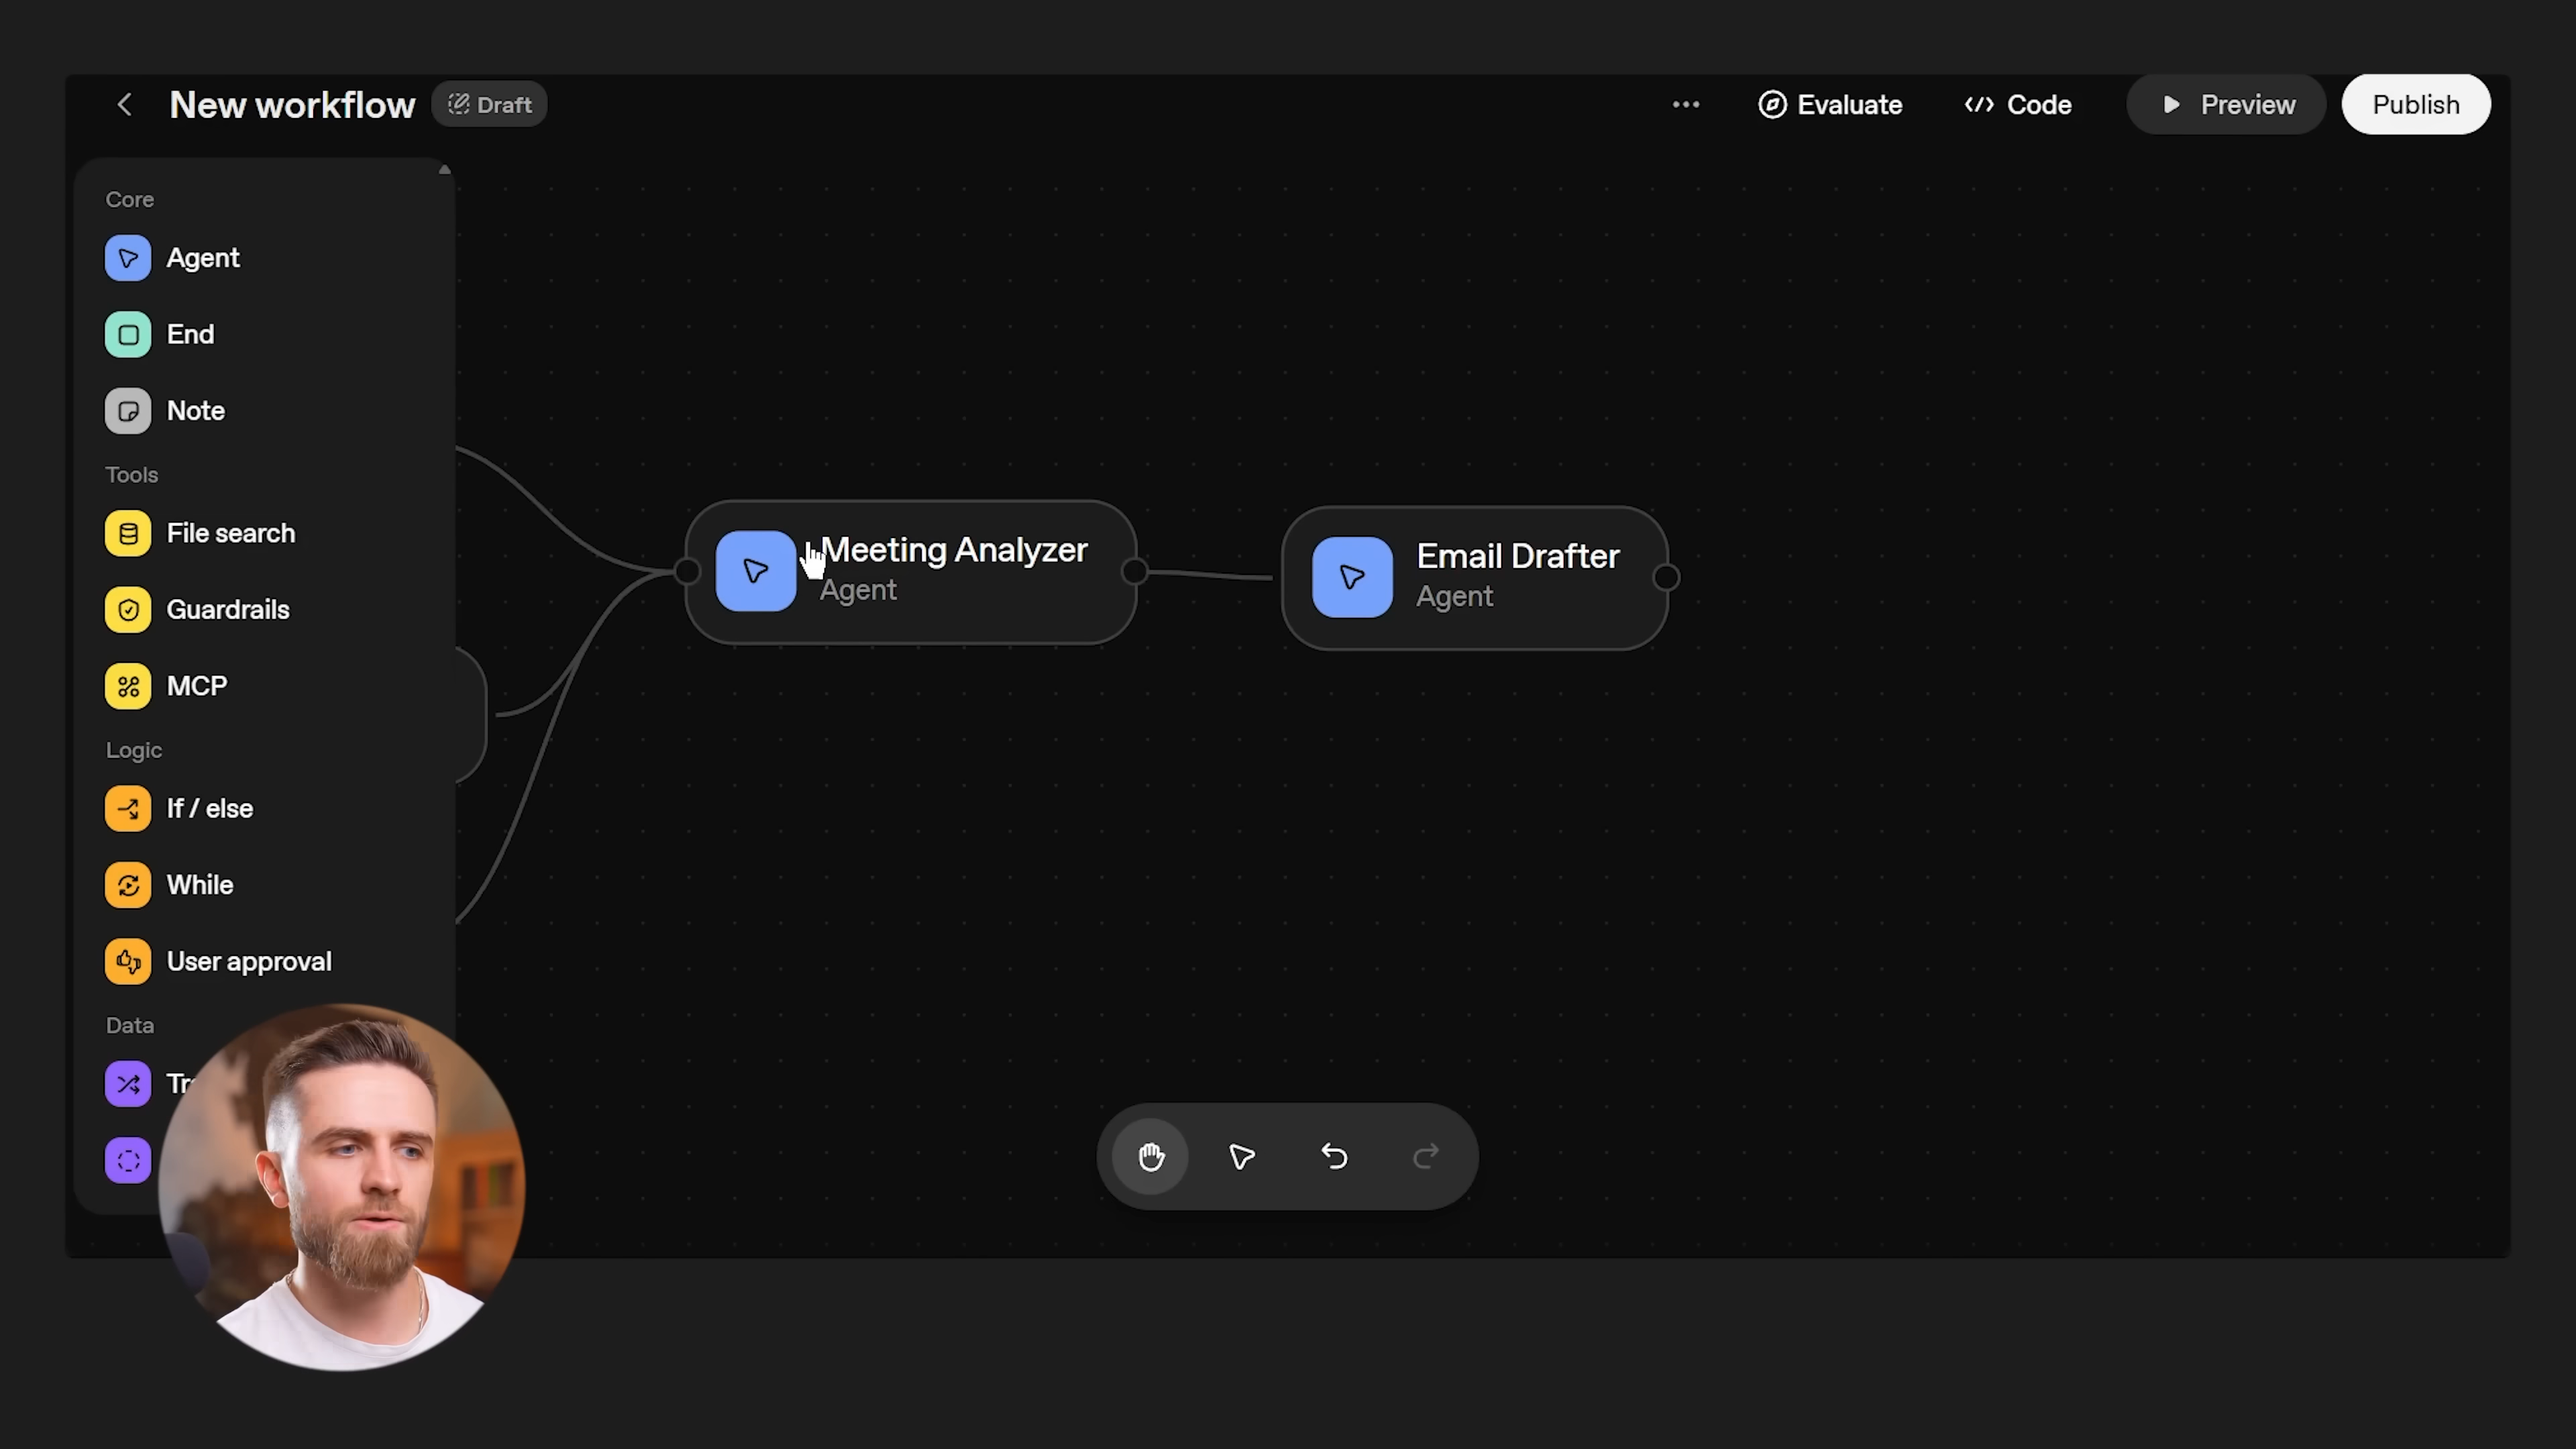 New workflow
Draft
Evaluate
Code
Preview
Publish
Core
Agent
End
Note
Tools
File search
Guardrails
MCP
Logic
If / else
While
User approval
Data
Meeting Analyzer
Agent
Email Drafter
Agent